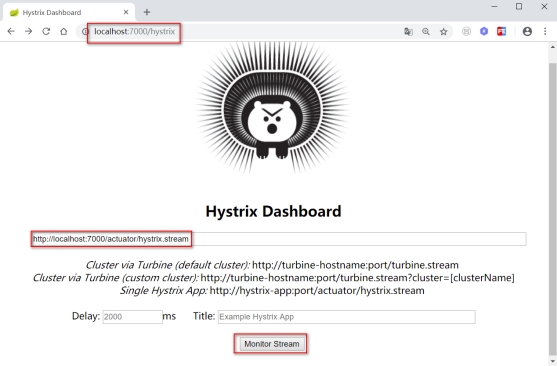 Hystrix Dashboard
localhost:7000/hystrix
Hystrix Dashboard
http://localhost:7000/actuator/hystrix.stream
Cluster via Turbine (default cluster): http://turbine-hostname:port/turbine.stream
Cluster via Turbine (custom cluster): http://turbine-hostname:port/turbine.stream?cluster=[clusterName]
Single Hystrix App: http://hystrix-app:port/actuator/hystrix.stream
Delay: 2000 ms Title: Example Hystrix App
Monitor Stream